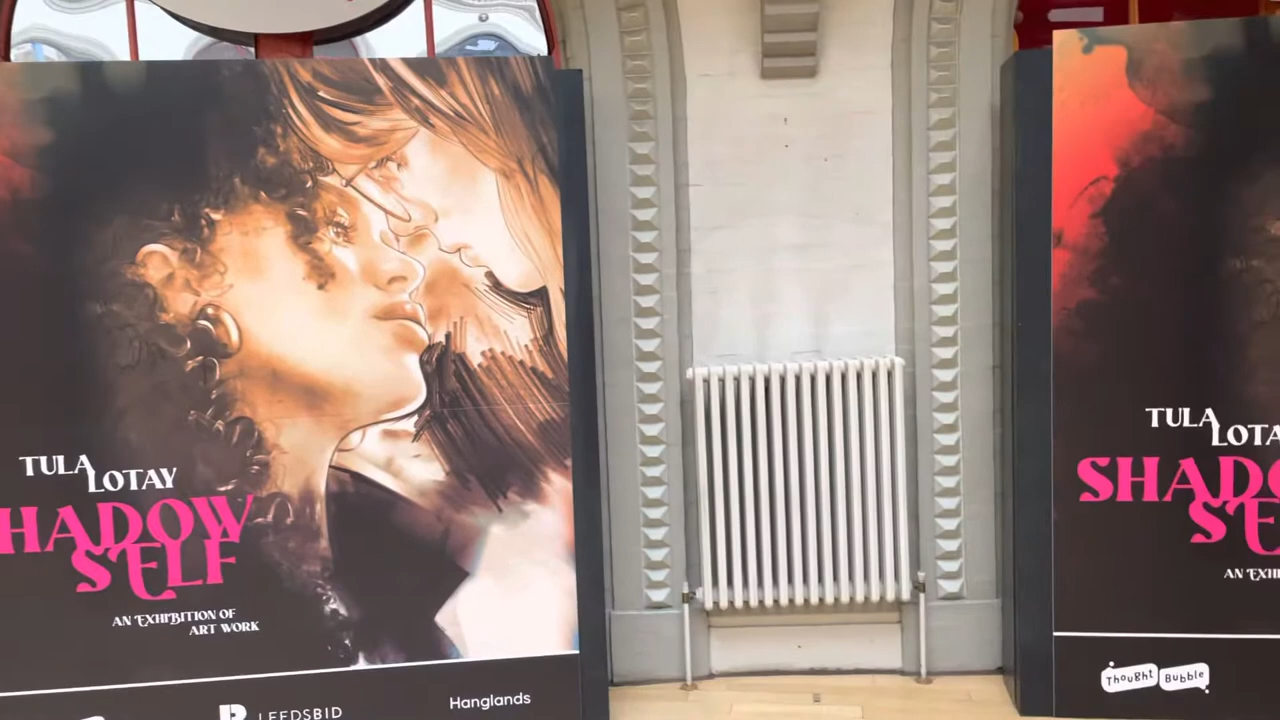 TULA
LOTAY
HADOW
SELF
AN EXHIBITION OF
ART WORK
LEEDSBID
Hanglands
TULA
LOTA
SHADO
SE
AN EXHI
Thought
Bubble